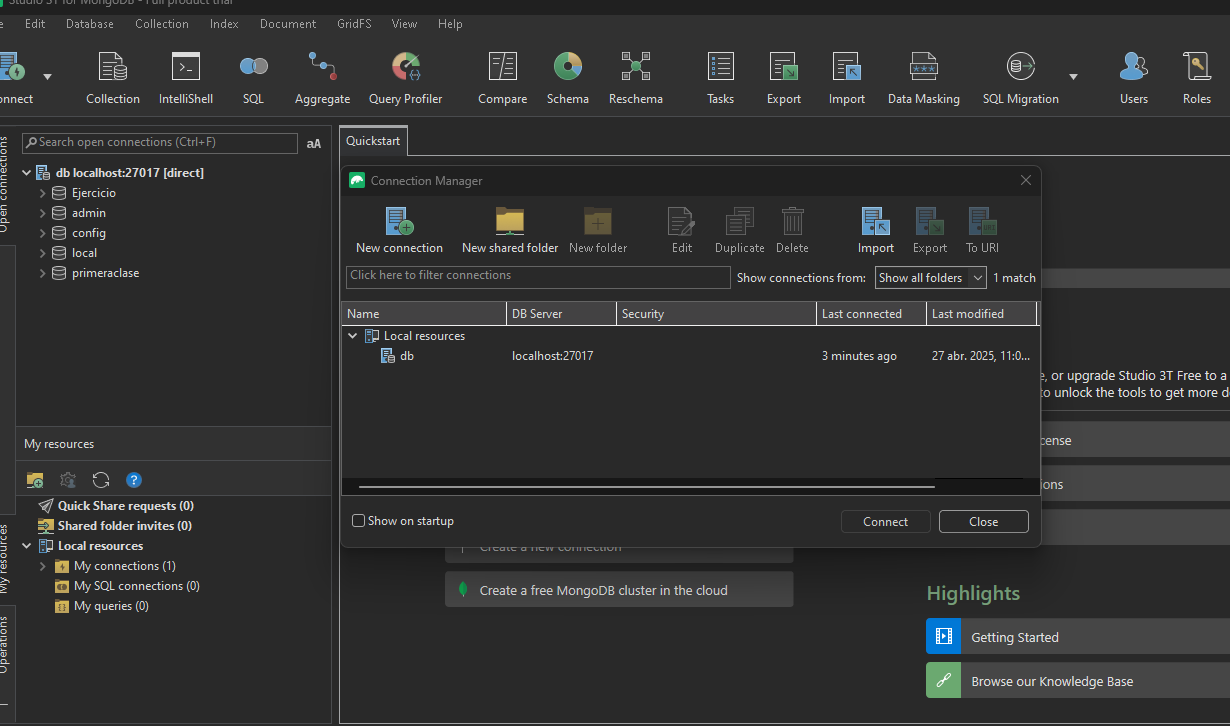 Studio 3T for MongoDB - Full product trial
Edit Database Collection Index Document GridFS View Help
Collection IntelliShell SQL Aggregate Query Profiler Compare Schema Reschema Tasks Export Import Data Masking SQL Migration Users Roles
Open connections
Search open connections (Ctrl+F) aA
db localhost:27017 [direct]
Ejercicio
admin
config
local
primeraclase
My resources
Quick Share requests (0)
Shared folder invites (0)
Local resources
My connections (1)
My SQL connections (0)
My queries (0)
My resources
Operations
Quickstart
Connection Manager
New connection New shared folder New folder Edit Duplicate Delete Import Export To URI
Click here to filter connections Show connections from: Show all folders 1 match
Name DB Server Security Last connected Last modified
Local resources
db localhost:27017 3 minutes ago 27 abr. 2025, 11:0...
Show on startup Connect Close
, or upgrade Studio 3T Free to a
to unlock the tools to get more d
Create a new connection
Create a free MongoDB cluster in the cloud
Highlights
Getting Started
Browse our Knowledge Base